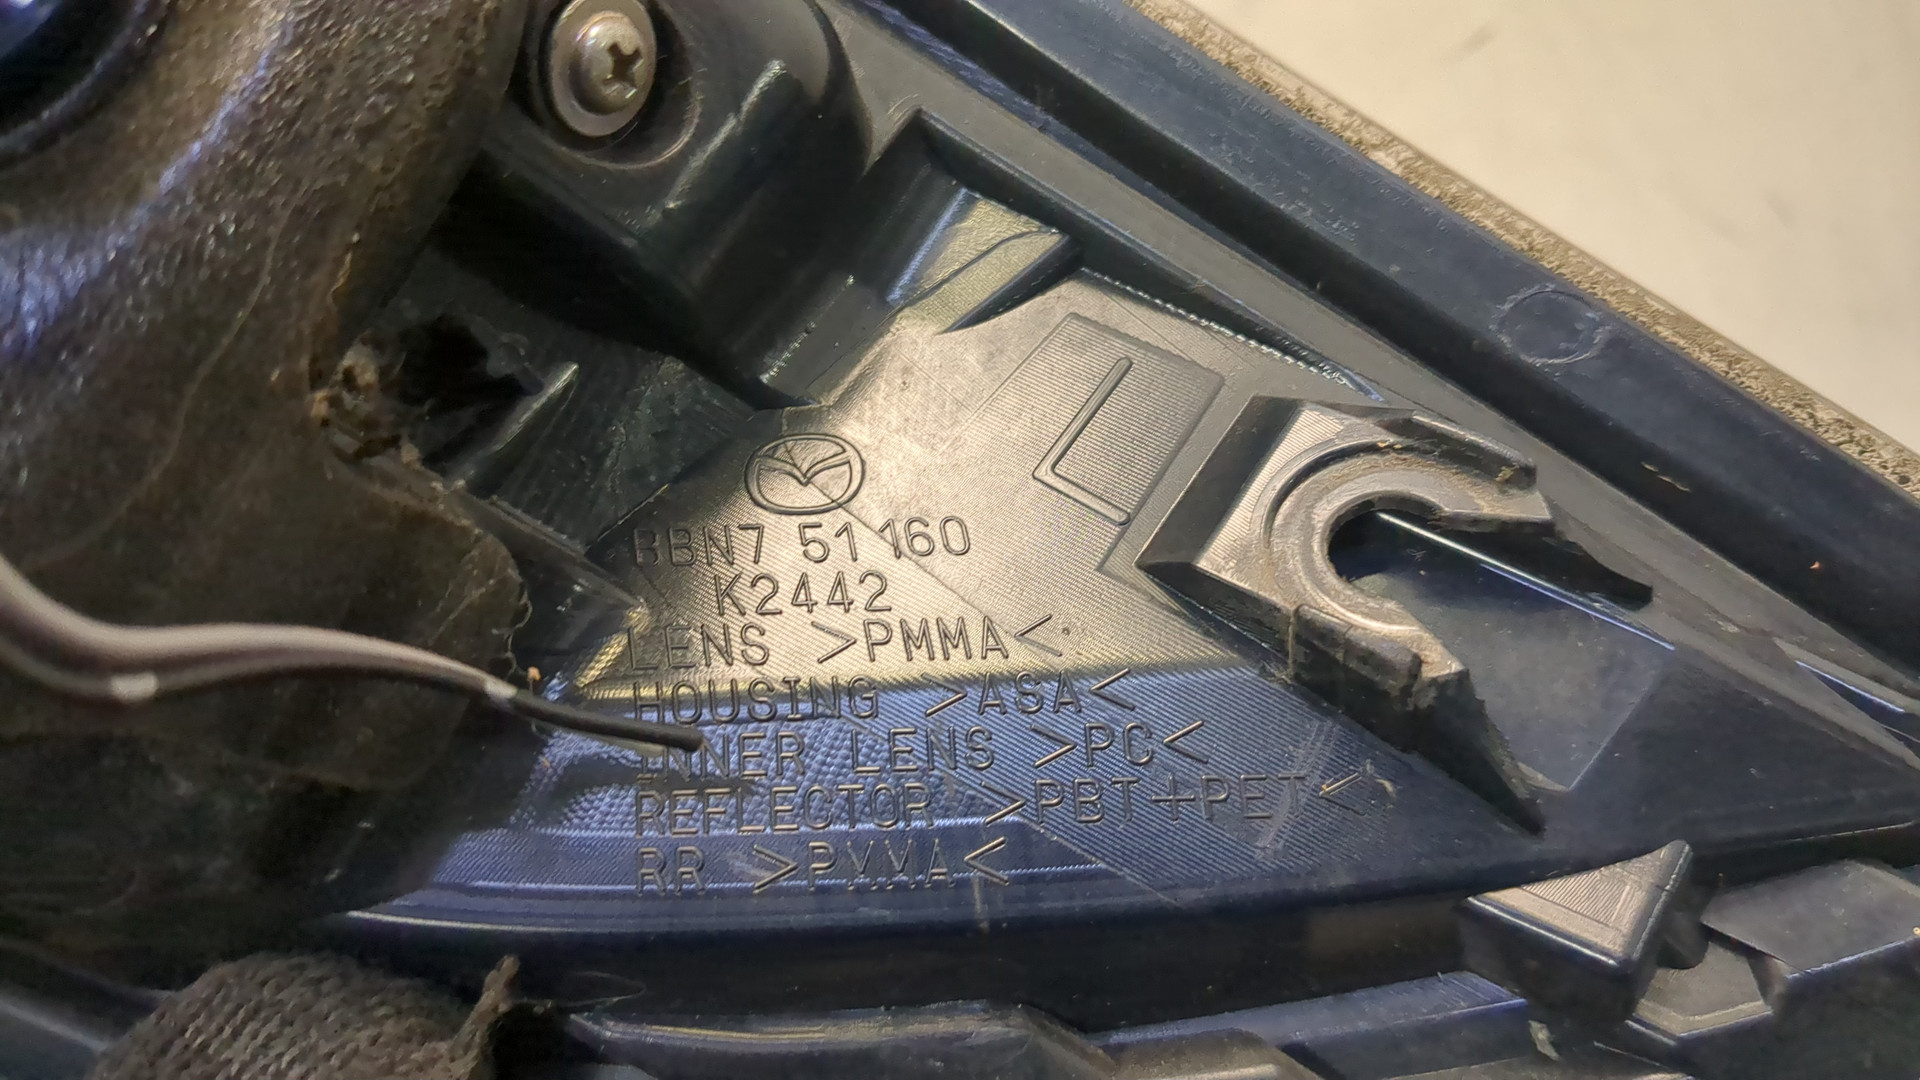 L
BBN7 51 160
K2442
LENS >PMMA<
HOUSING >ASA<
INNER LENS >PC<
REFLECTOR >PBT+PET<
RR >PMMA<